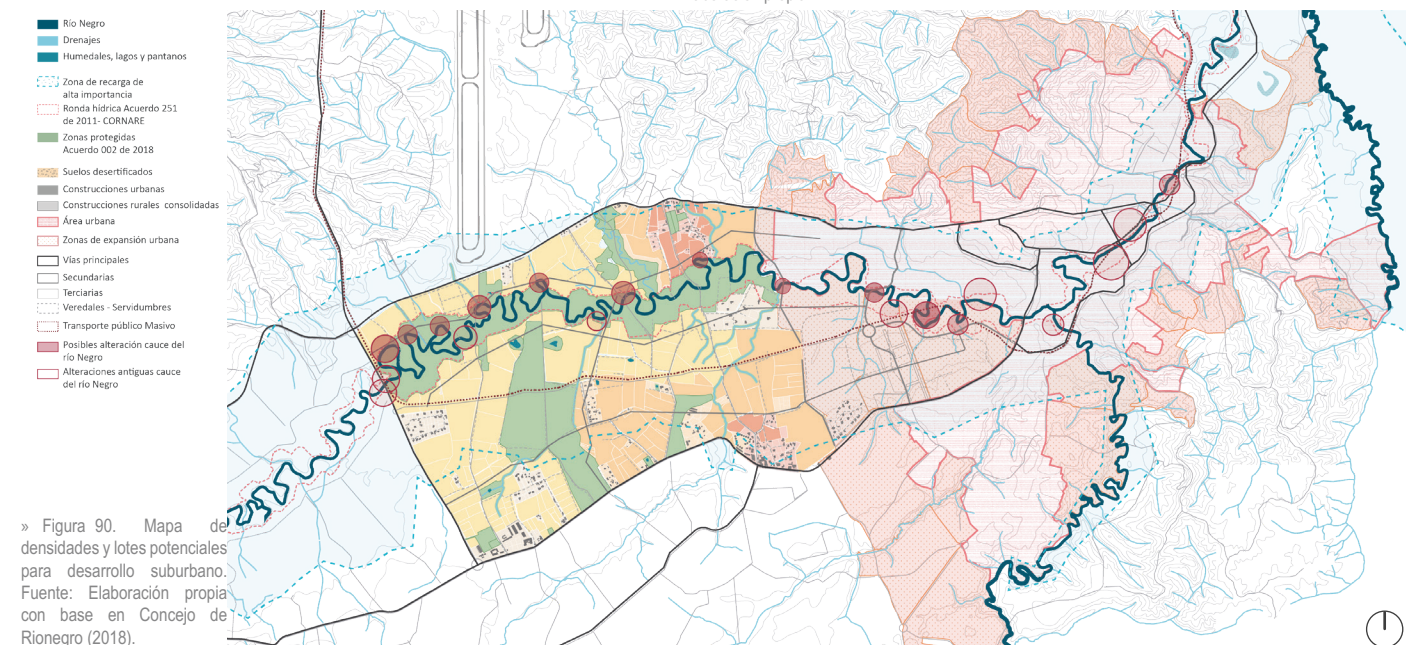 Río Negro
Drenajes
Humedales, lagos y pantanos
Zona de recarga de
alta importancia
Ronda hídrica Acuerdo 251
de 2011- CORNARE
Zonas protegidas
Acuerdo 002 de 2018
Suelos desertificados
Construcciones urbanas
Construcciones rurales consolidadas
Área urbana
Zonas de expansión urbana
Vías principales
Secundarias
Terciarias
Veredales - Servidumbres
Transporte público Masivo
Posibles alteración cauce del
río Negro
Alteraciones antiguas cauce
del río Negro
» Figura 90. Mapa de
densidades y lotes potenciales
para desarrollo suburbano.
Fuente: Elaboración propia
con base en Concejo de
Rionegro (2018).